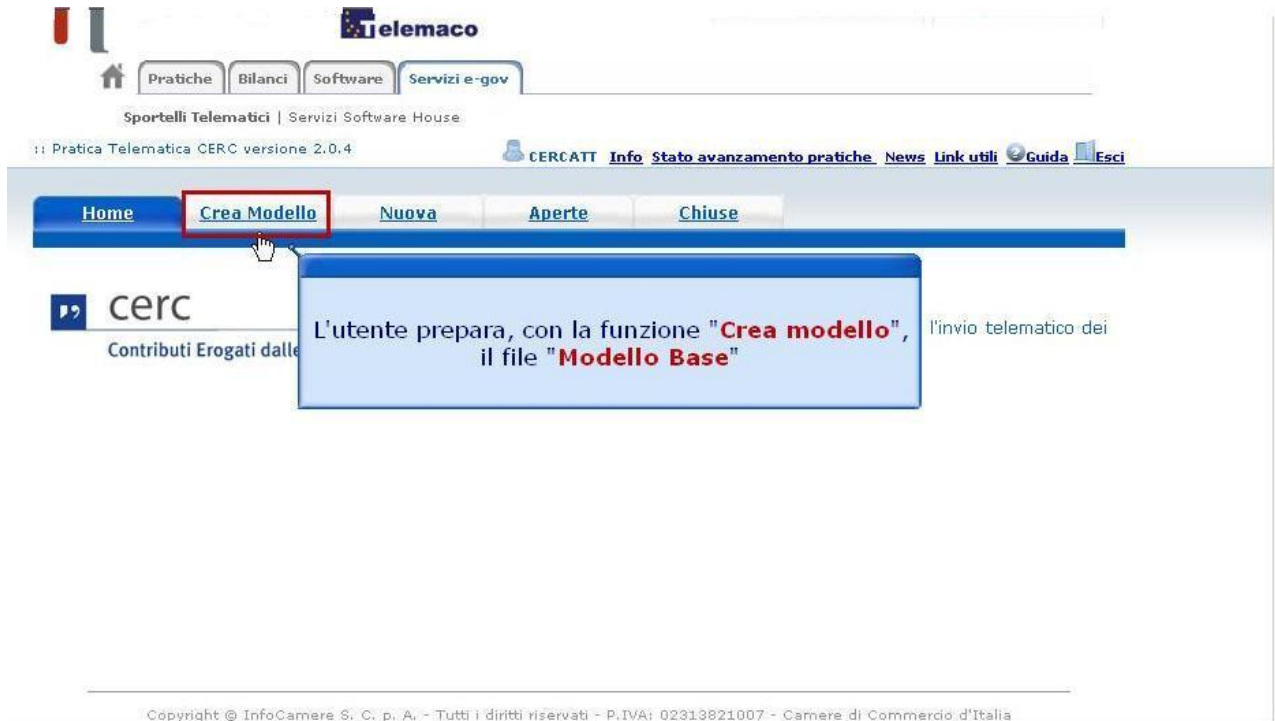 Telemaco
Pratiche Bilanci Software Servizi e-gov
Sportelli Telematici | Servizi Software House
:: Pratica Telematica CERC versione 2.0.4 CERCATT Info Stato avanzamento pratiche News Link utili Guida Esci
Home Crea Modello Nuova Aperte Chiuse
cerc
Contributi Erogati dalle
l'invio telematico dei
L'utente prepara, con la funzione "Crea modello",
il file "Modello Base"
Copyright @ InfoCamere S. C. p. A. - Tutti i diritti riservati - P.IVA: 02313821007 - Camere di Commercio d'Italia